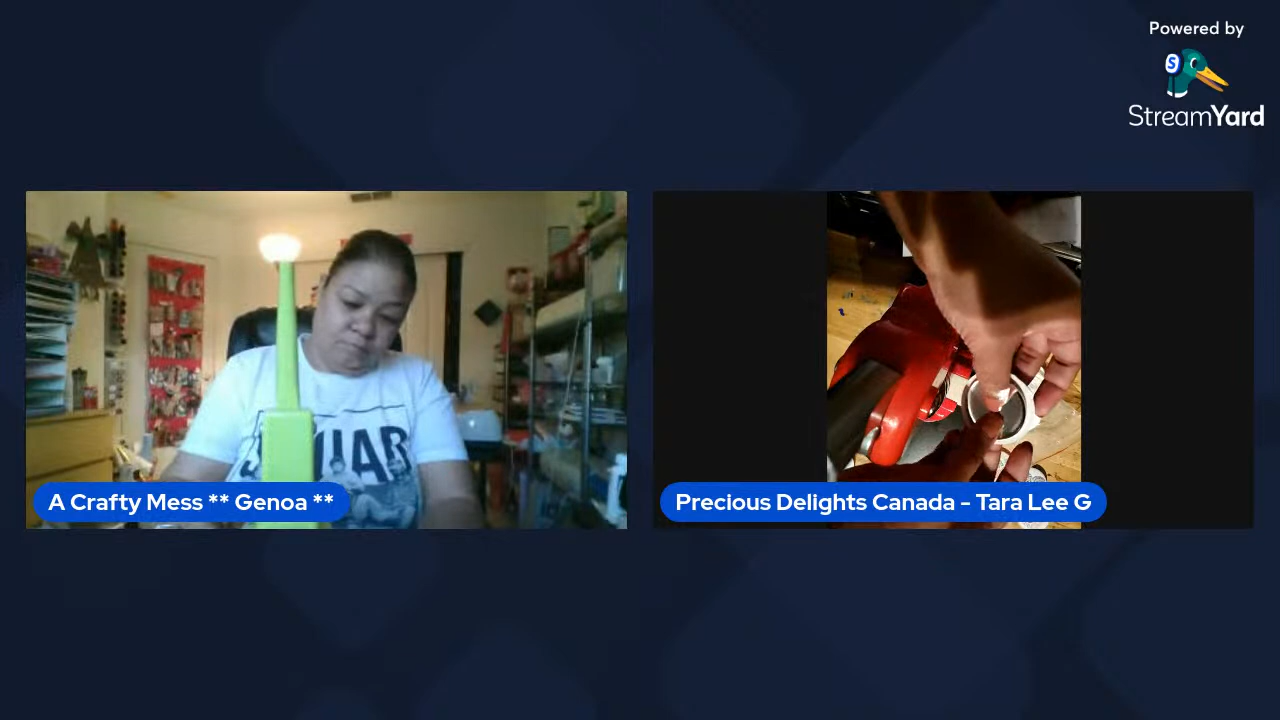 Powered by
S
StreamYard
A Crafty Mess ** Genoa **
Precious Delights Canada - Tara Lee G